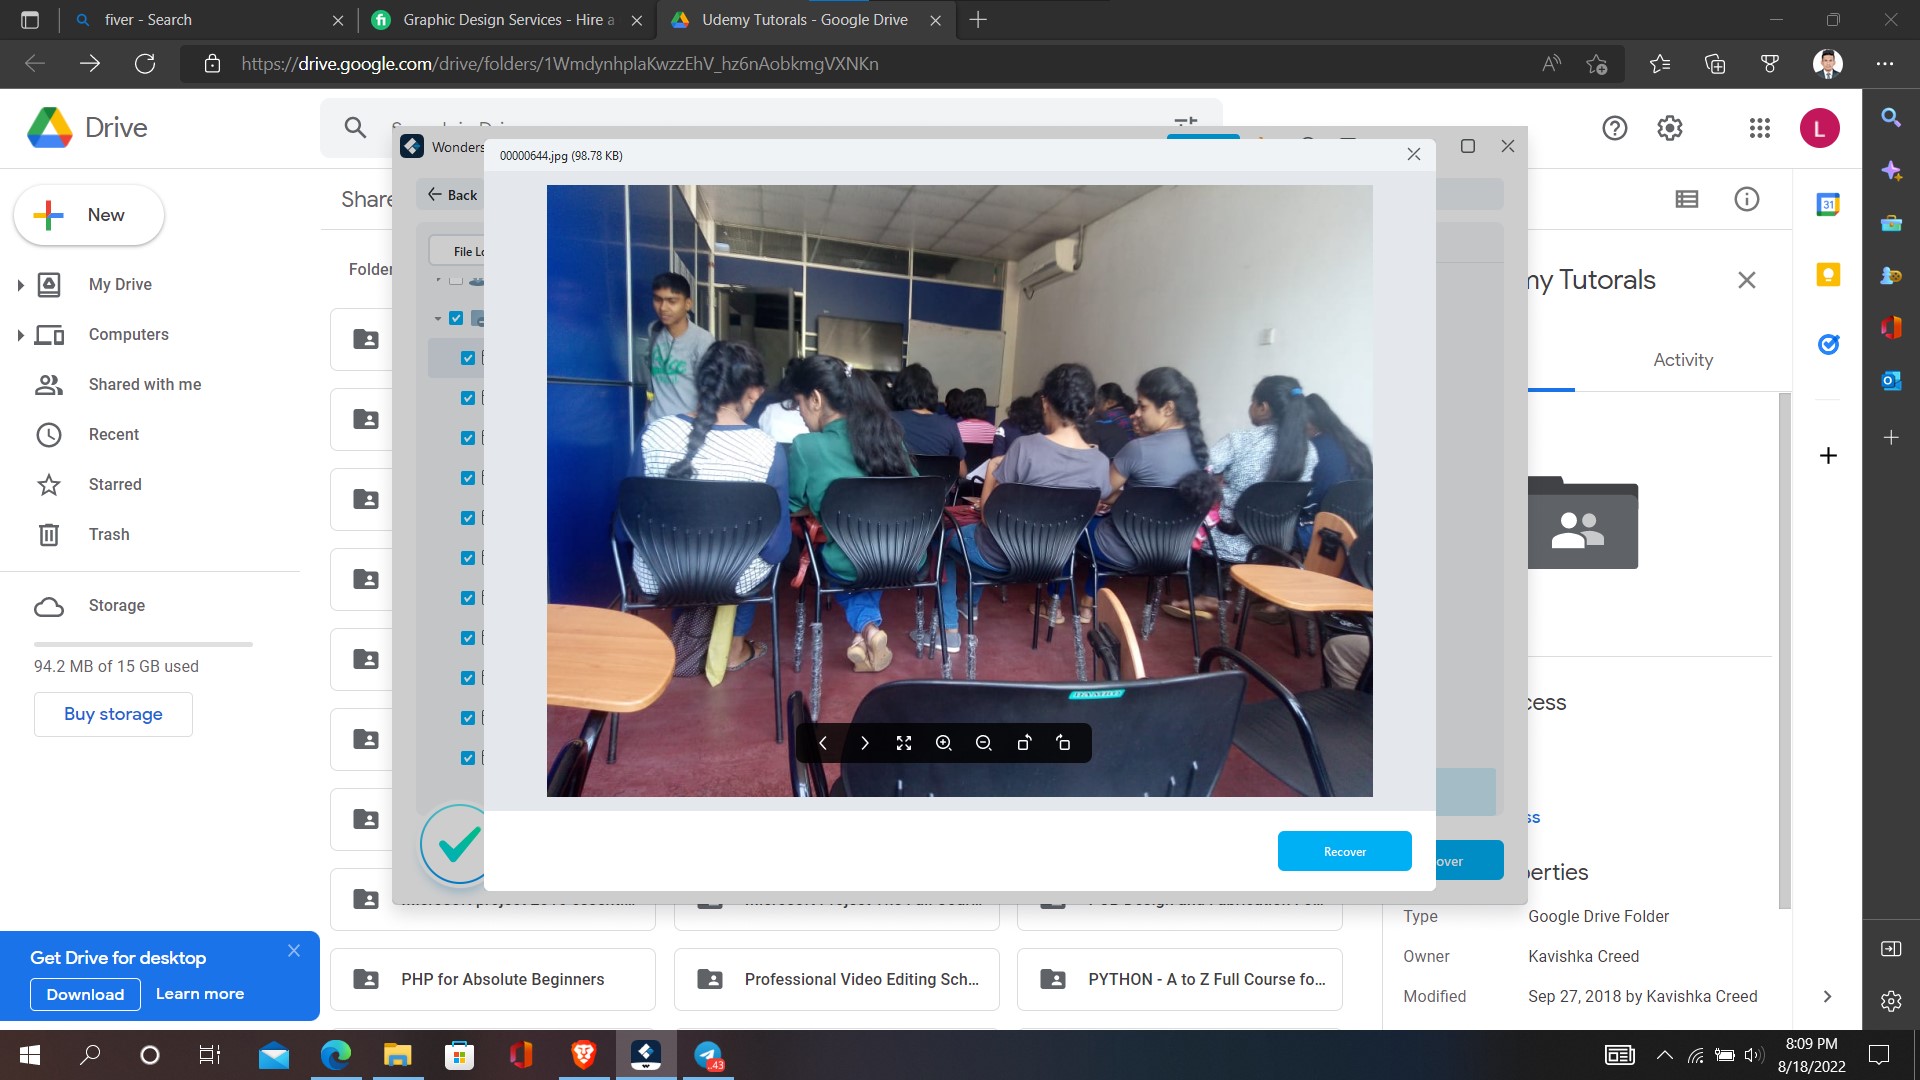 fiver - Search
Graphic Design Services - Hire a
Udemy Tutorals - Google Drive
https://drive.google.com/drive/folders/1WmdynhplaKwzzEhV_hz6nAobkmgVXNKn
Drive
L
Wonders
00000644.jpg (98.78 KB)
New
Share
Back
31
my Tutorals
File Lo
Folder
My Drive
Computers
Activity
Shared with me
Recent
Starred
Trash
Storage
94.2 MB of 15 GB used
Buy storage
cess
ss
Recover
over
perties
Type
Google Drive Folder
Get Drive for desktop
Download
Learn more
PHP for Absolute Beginners
Professional Video Editing Sch...
PYTHON - A to Z Full Course fo...
Owner
Kavishka Creed
Modified
Sep 27, 2018 by Kavishka Creed
43
8:09 PM
8/18/2022